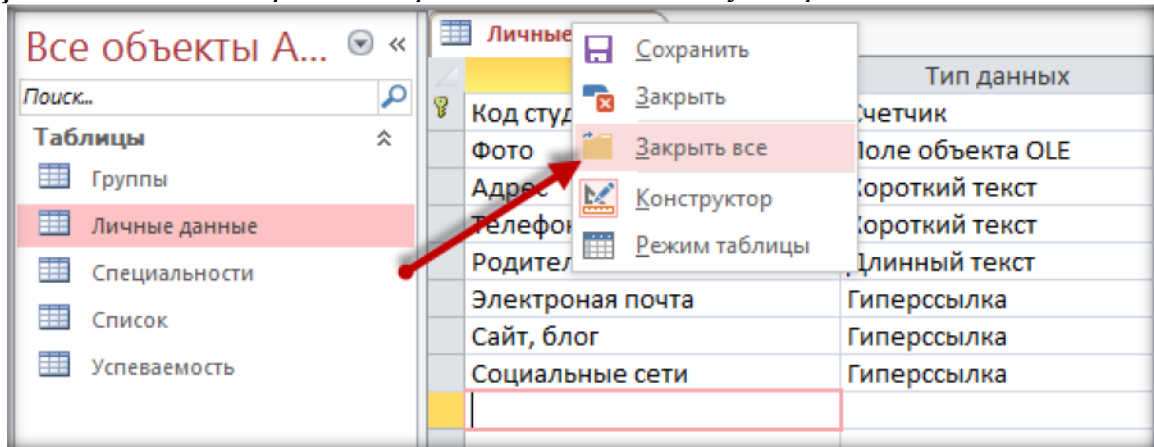 Все объекты A...
Поиск...
Таблицы
Группы
Личные данные
Специальности
Список
Успеваемость
Личные
Сохранить
Закрыть
Закрыть все
Конструктор
Режим таблицы
Тип данных
Код студ четчик
Фото Поле объекта OLE
Адрес Короткий текст
Телефон Короткий текст
Родител Длинный текст
Электроная почта Гиперссылка
Сайт, блог Гиперссылка
Социальные сети Гиперссылка